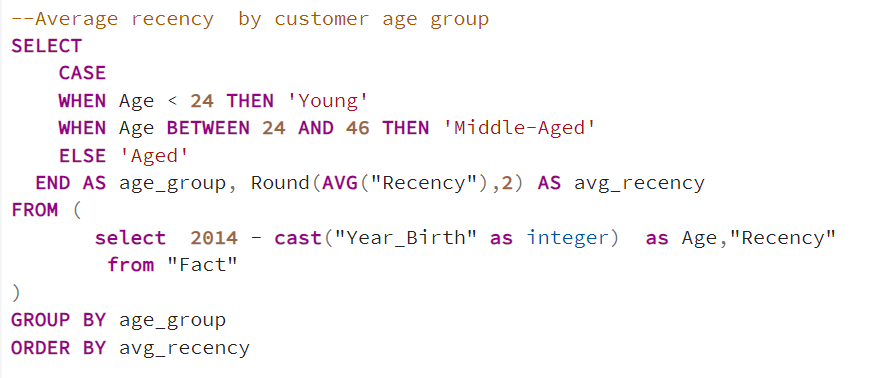 --Average recency  by customer age group
SELECT
    CASE
    WHEN Age < 24 THEN 'Young'
    WHEN Age BETWEEN 24 AND 46 THEN 'Middle-Aged'
    ELSE 'Aged'
  END AS age_group, Round(AVG("Recency"),2) AS avg_recency
FROM (
       select  2014 - cast("Year_Birth" as integer)  as Age,"Recency"
        from "Fact"
)
GROUP BY age_group
ORDER BY avg_recency